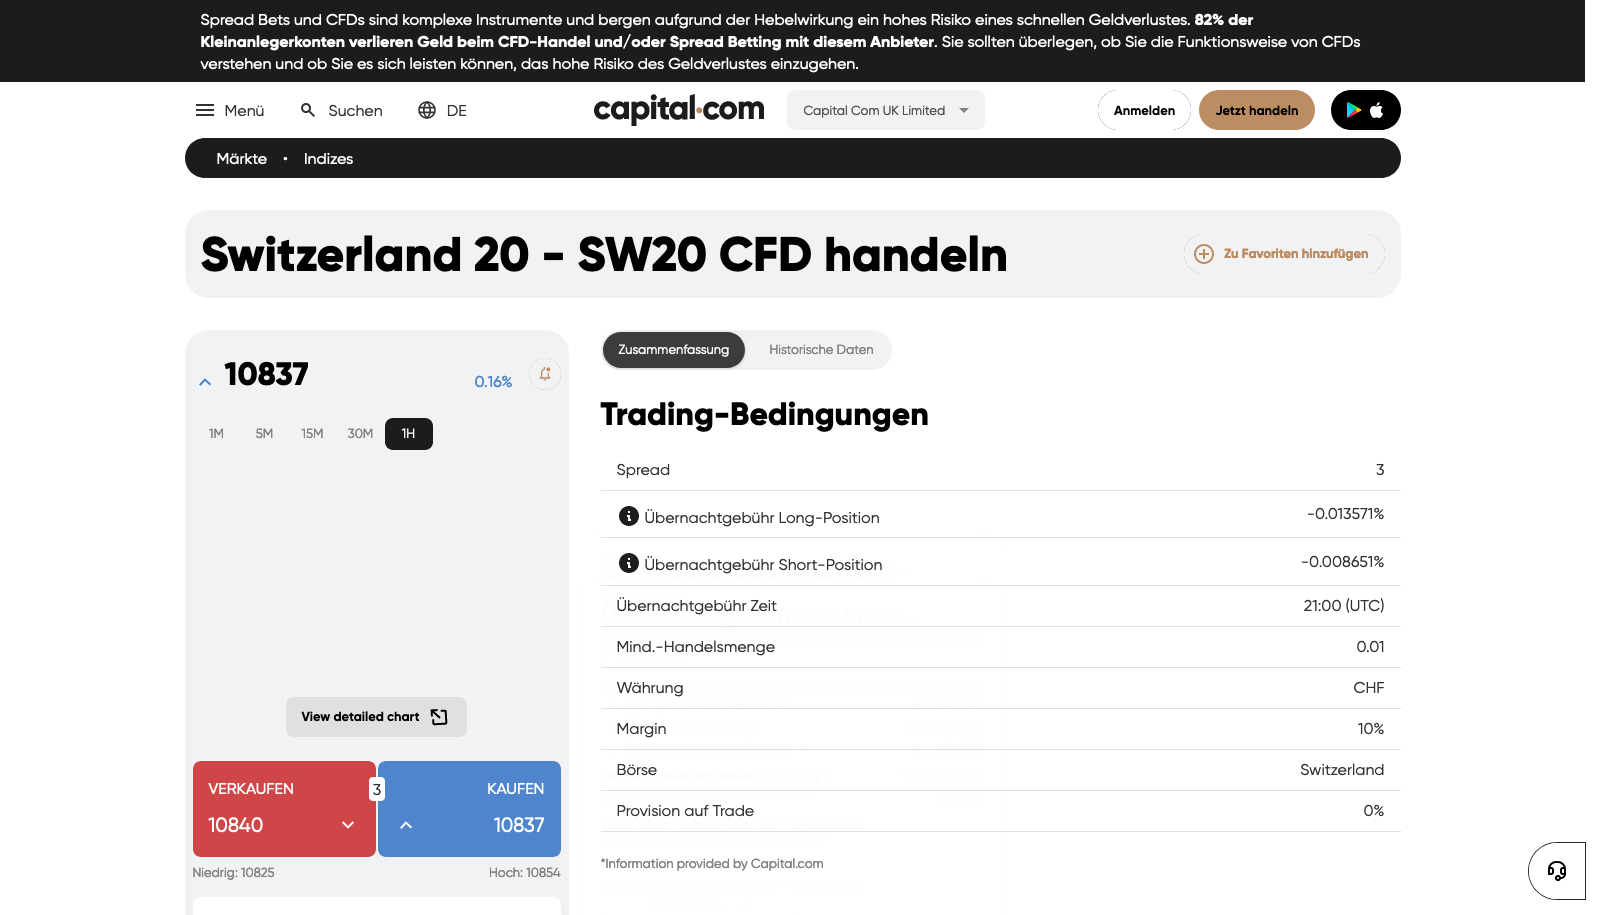 Spread Bets und CFDs sind komplexe Instrumente und bergen aufgrund der Hebelwirkung ein hohes Risiko eines schnellen Geldverlustes. 82% der
Kleinanlegerkonten verlieren Geld beim CFD-Handel und/oder Spread Betting mit diesem Anbieter. Sie sollten überlegen, ob Sie die Funktionsweise von CFDs
verstehen und ob Sie es sich leisten können, das hohe Risiko des Geldverlustes einzugehen.
Menü Suchen DE capital.com Capital Com UK Limited Anmelden Jetzt handeln
Märkte • Indizes
Switzerland 20 - SW20 CFD handeln Zu Favoriten hinzufügen
10837 0.16%
1M 5M 15M 30M 1H
View detailed chart
VERKAUFEN 3 KAUFEN
10840 10837
Niedrig: 10825 Hoch: 10854
Zusammenfassung Historische Daten
Trading-Bedingungen
Spread 3
Übernachtgebühr Long-Position -0.013571%
Übernachtgebühr Short-Position -0.008651%
Übernachtgebühr Zeit 21:00 (UTC)
Mind.-Handelsmenge 0.01
Währung CHF
Margin 10%
Börse Switzerland
Provision auf Trade 0%
*Information provided by Capital.com